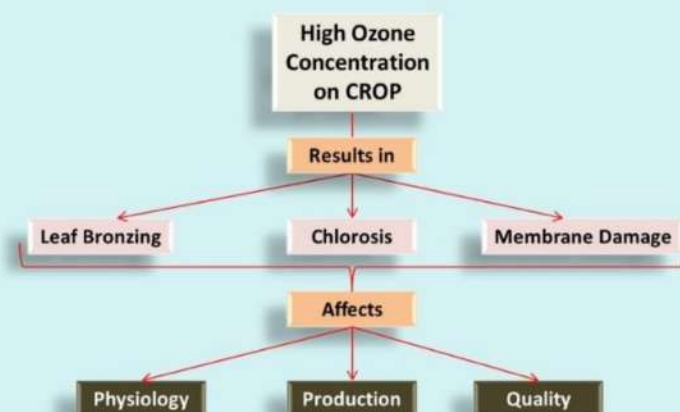 High Ozone
Concentration
on CROP
Results in
Leaf Bronzing
Chlorosis
Membrane Damage
Affects
Physiology
Production
Quality